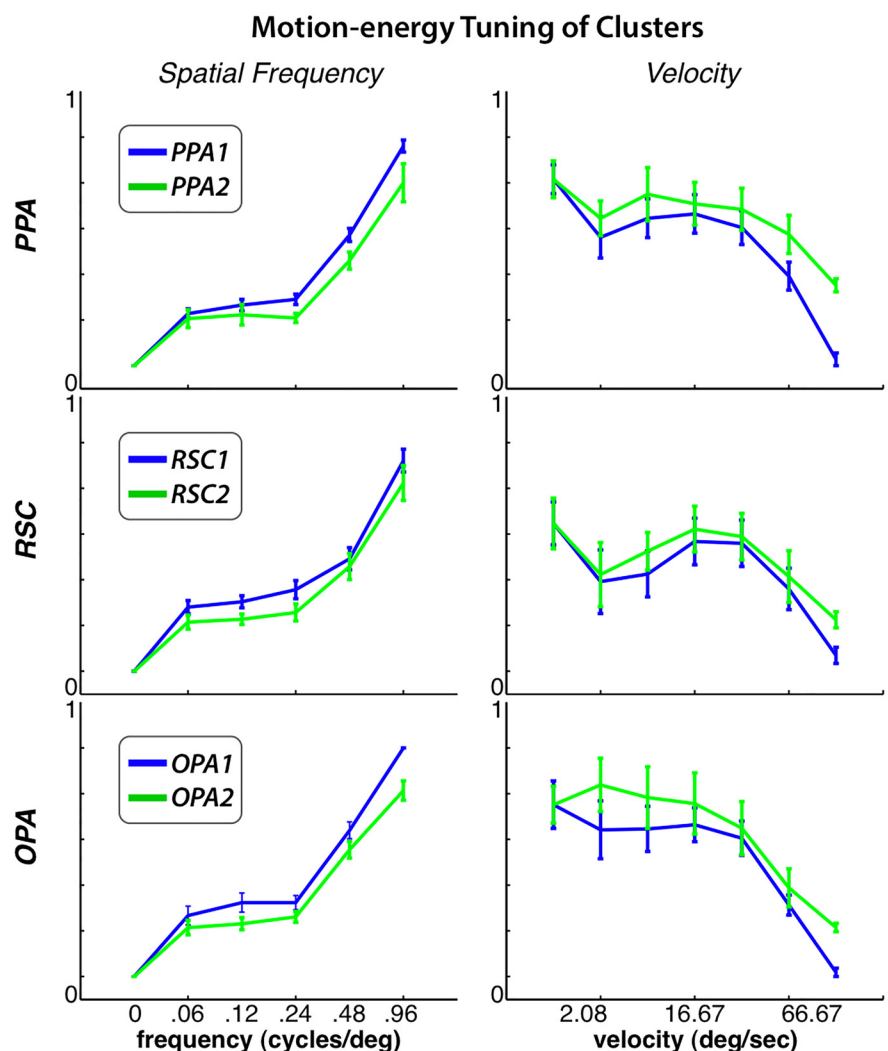 Motion-energy Tuning of Clusters
Spatial Frequency
Velocity
PPA
1
PPA1
PPA2
0
1
0
RSC
1
RSC1
RSC2
0
1
0
OPA
1
OPA1
OPA2
0
1
0
0 .06 .12 .24 .48 .96
frequency (cycles/deg)
2.08 16.67 66.67
velocity (deg/sec)